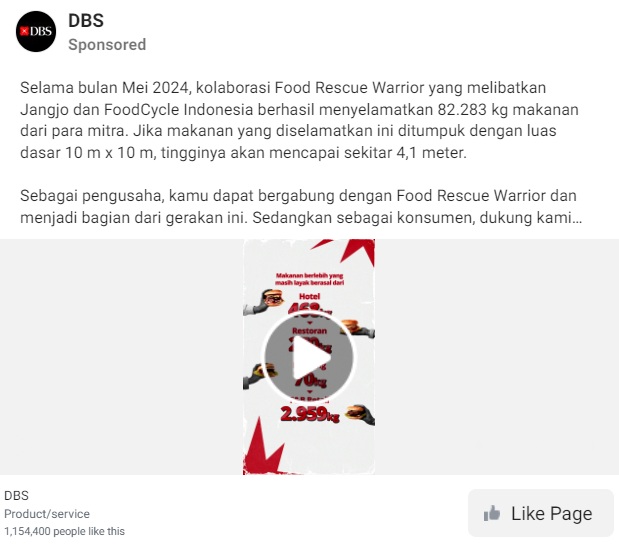 DBS
DBS
Sponsored
Selama bulan Mei 2024, kolaborasi Food Rescue Warrior yang melibatkan
Jangjo dan FoodCycle Indonesia berhasil menyelamatkan 82.283 kg makanan
dari para mitra. Jika makanan yang diselamatkan ini ditumpuk dengan luas
dasar 10 m x 10 m, tingginya akan mencapai sekitar 4,1 meter.
Sebagai pengusaha, kamu dapat bergabung dengan Food Rescue Warrior dan
menjadi bagian dari gerakan ini. Sedangkan sebagai konsumen, dukung kami...
Makanan berlebih yang
masih layak berasal dari
Hotel
Restoran
70kg
2.959kg
DBS
Product/service
1,154,400 people like this
Like Page